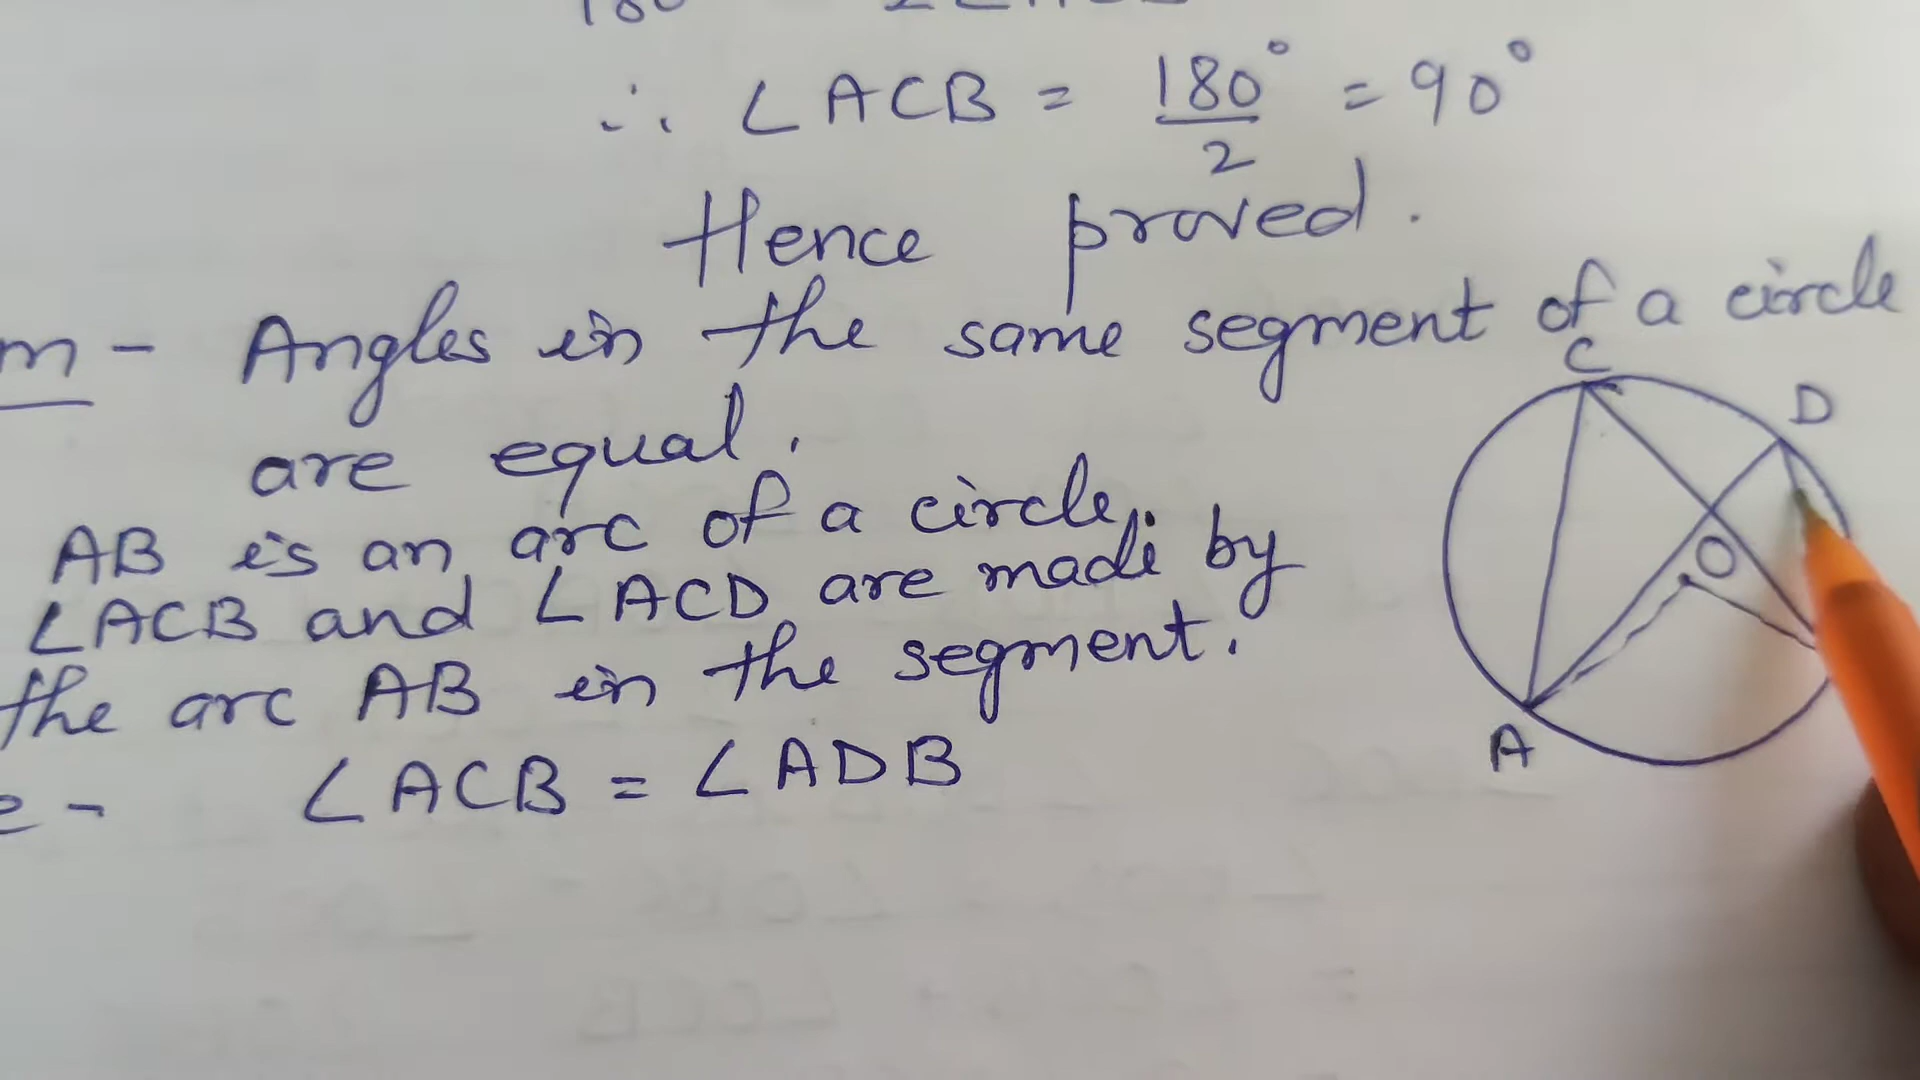 ∴ ∠ACB = 180°/2 = 90°
Hence proved.
m - Angles in the same segment of a circle
are equal.
AB is an arc of a circle,
∠ACB and ∠ACD are made by
the arc AB in the segment.
∠ACB = ∠ADB
C
D
O
A